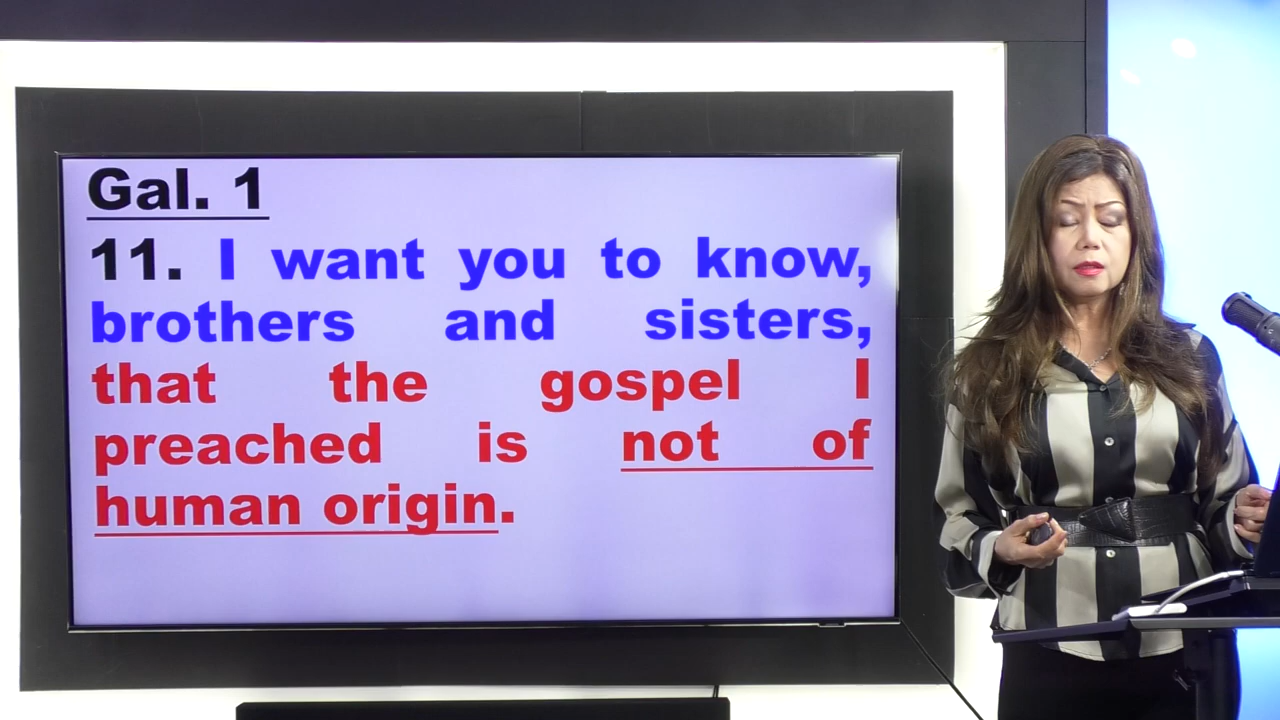 Gal. 1
11. I want you to know,
brothers and sisters,
that the gospel I
preached is not of
human origin.